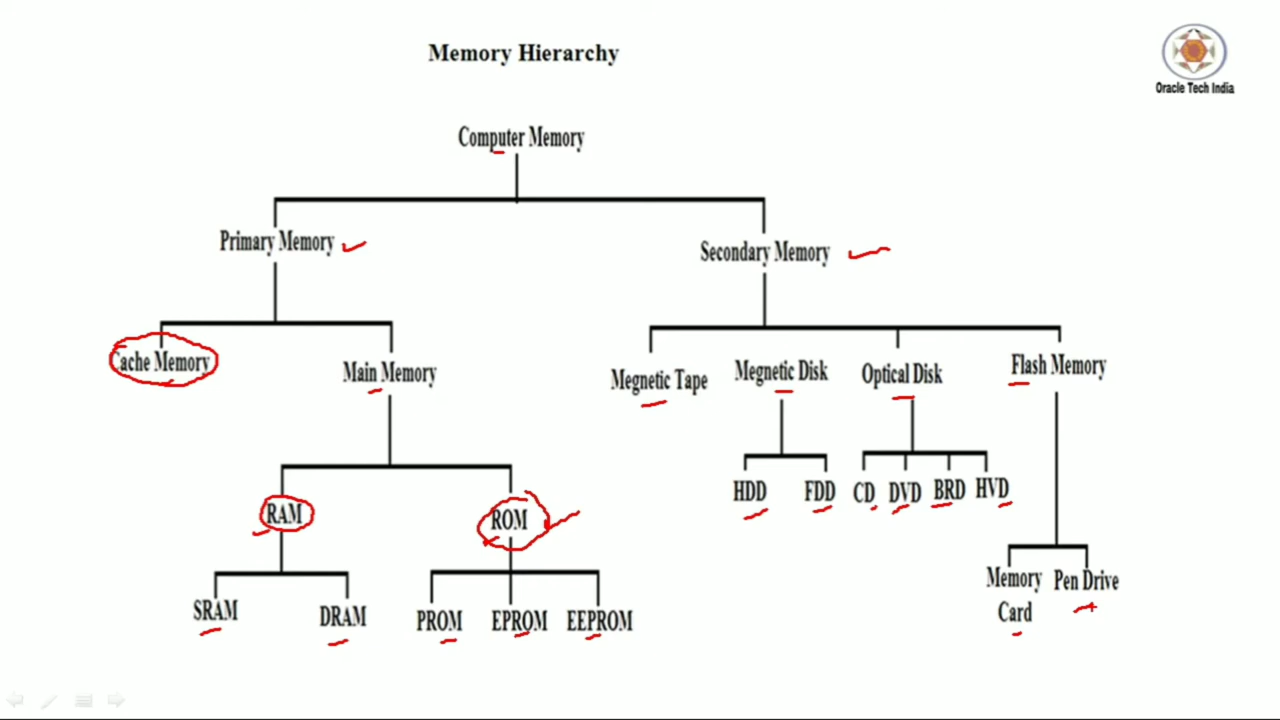 Memory Hierarchy
Oracle Tech India
Computer Memory
Primary Memory
Secondary Memory
Cache Memory
Main Memory
Megnetic Tape
Megnetic Disk
Optical Disk
Flash Memory
HDD
FDD
CD
DVD
BRD
HVD
RAM
ROM
Memory
Card
Pen Drive
SRAM
DRAM
PROM
EPROM
EEPROM